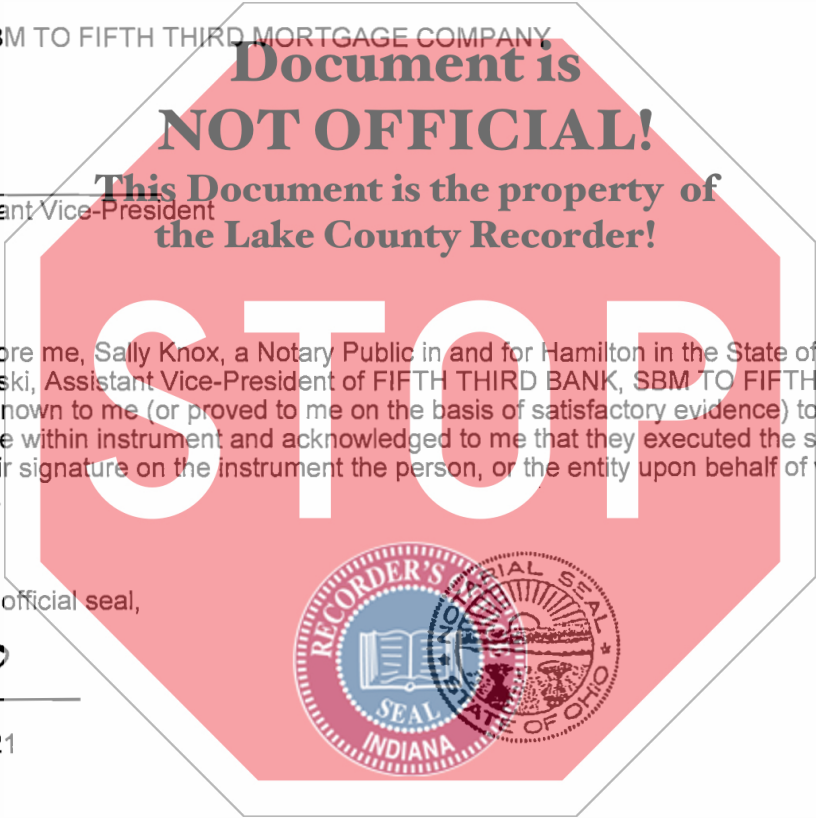 BM TO FIFTH THIRD MORTGAGE COMPANY
Document is
NOT OFFICIAL!
This Document is the property of
the Lake County Recorder!
ant Vice-President
STOP
ore me, Sally Knox, a Notary Public in and for Hamilton in the State of
ski, Assistant Vice-President of FIFTH THIRD BANK, SBM TO FIFTH
nown to me (or proved to me on the basis of satisfactory evidence) to
e within instrument and acknowledged to me that they executed the s
ir signature on the instrument the person, or the entity upon behalf of
official seal,
RECORDER'S
SEAL
INDIANA
NOTARIAL SEAL
STATE OF OHIO
21